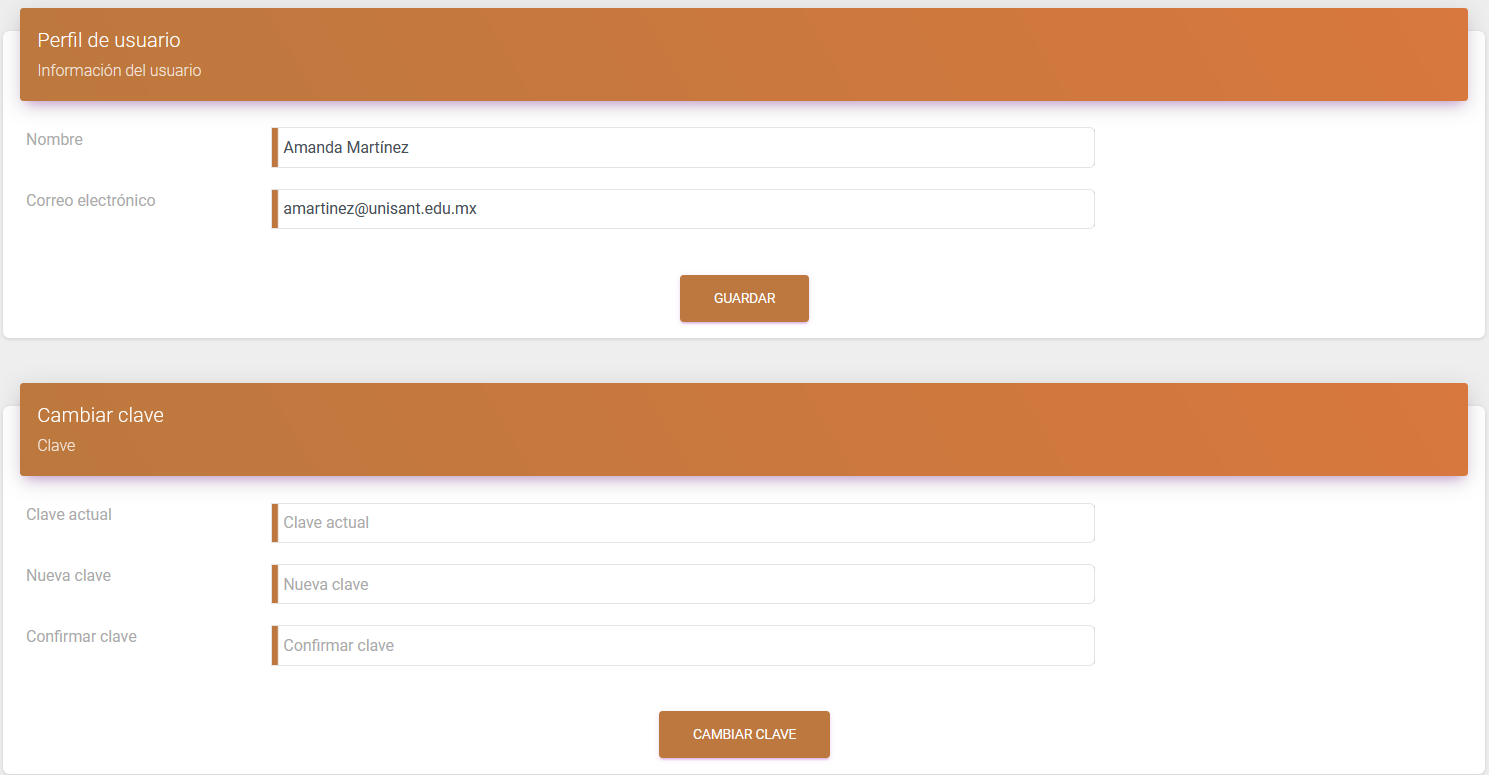 Perfil de usuario
Información del usuario
Nombre
Amanda Martínez
Correo electrónico
amartinez@unisant.edu.mx
GUARDAR
Cambiar clave
Clave
Clave actual
Clave actual
Nueva clave
Nueva clave
Confirmar clave
Confirmar clave
CAMBIAR CLAVE